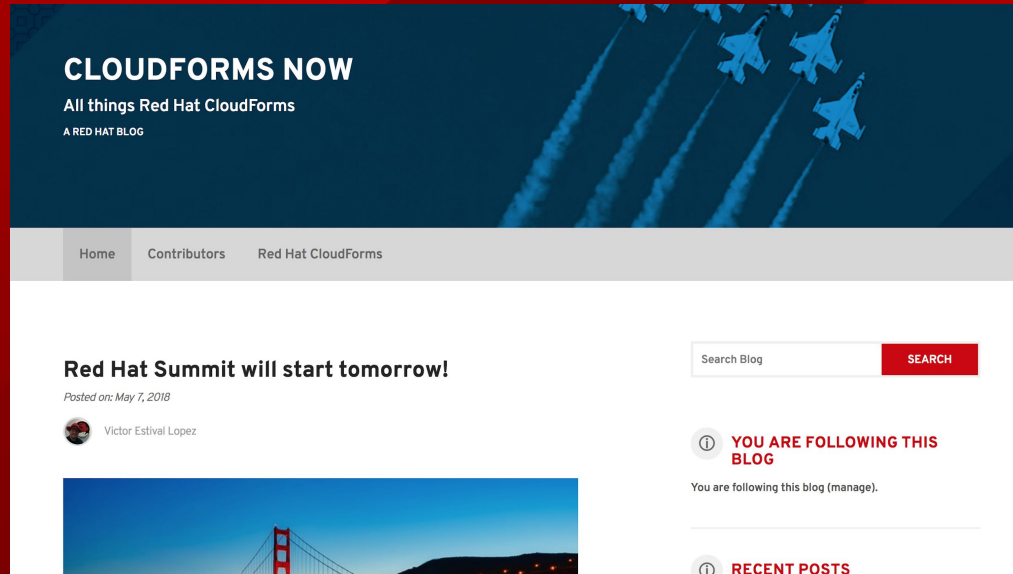 CLOUDFORMS NOW
All things Red Hat CloudForms
A RED HAT BLOG
Home
Contributors
Red Hat CloudForms
Red Hat Summit will start tomorrow!
Posted on: May 7, 2018
Victor Estival Lopez
Search Blog
SEARCH
YOU ARE FOLLOWING THIS
BLOG
You are following this blog (manage).
RECENT POSTS